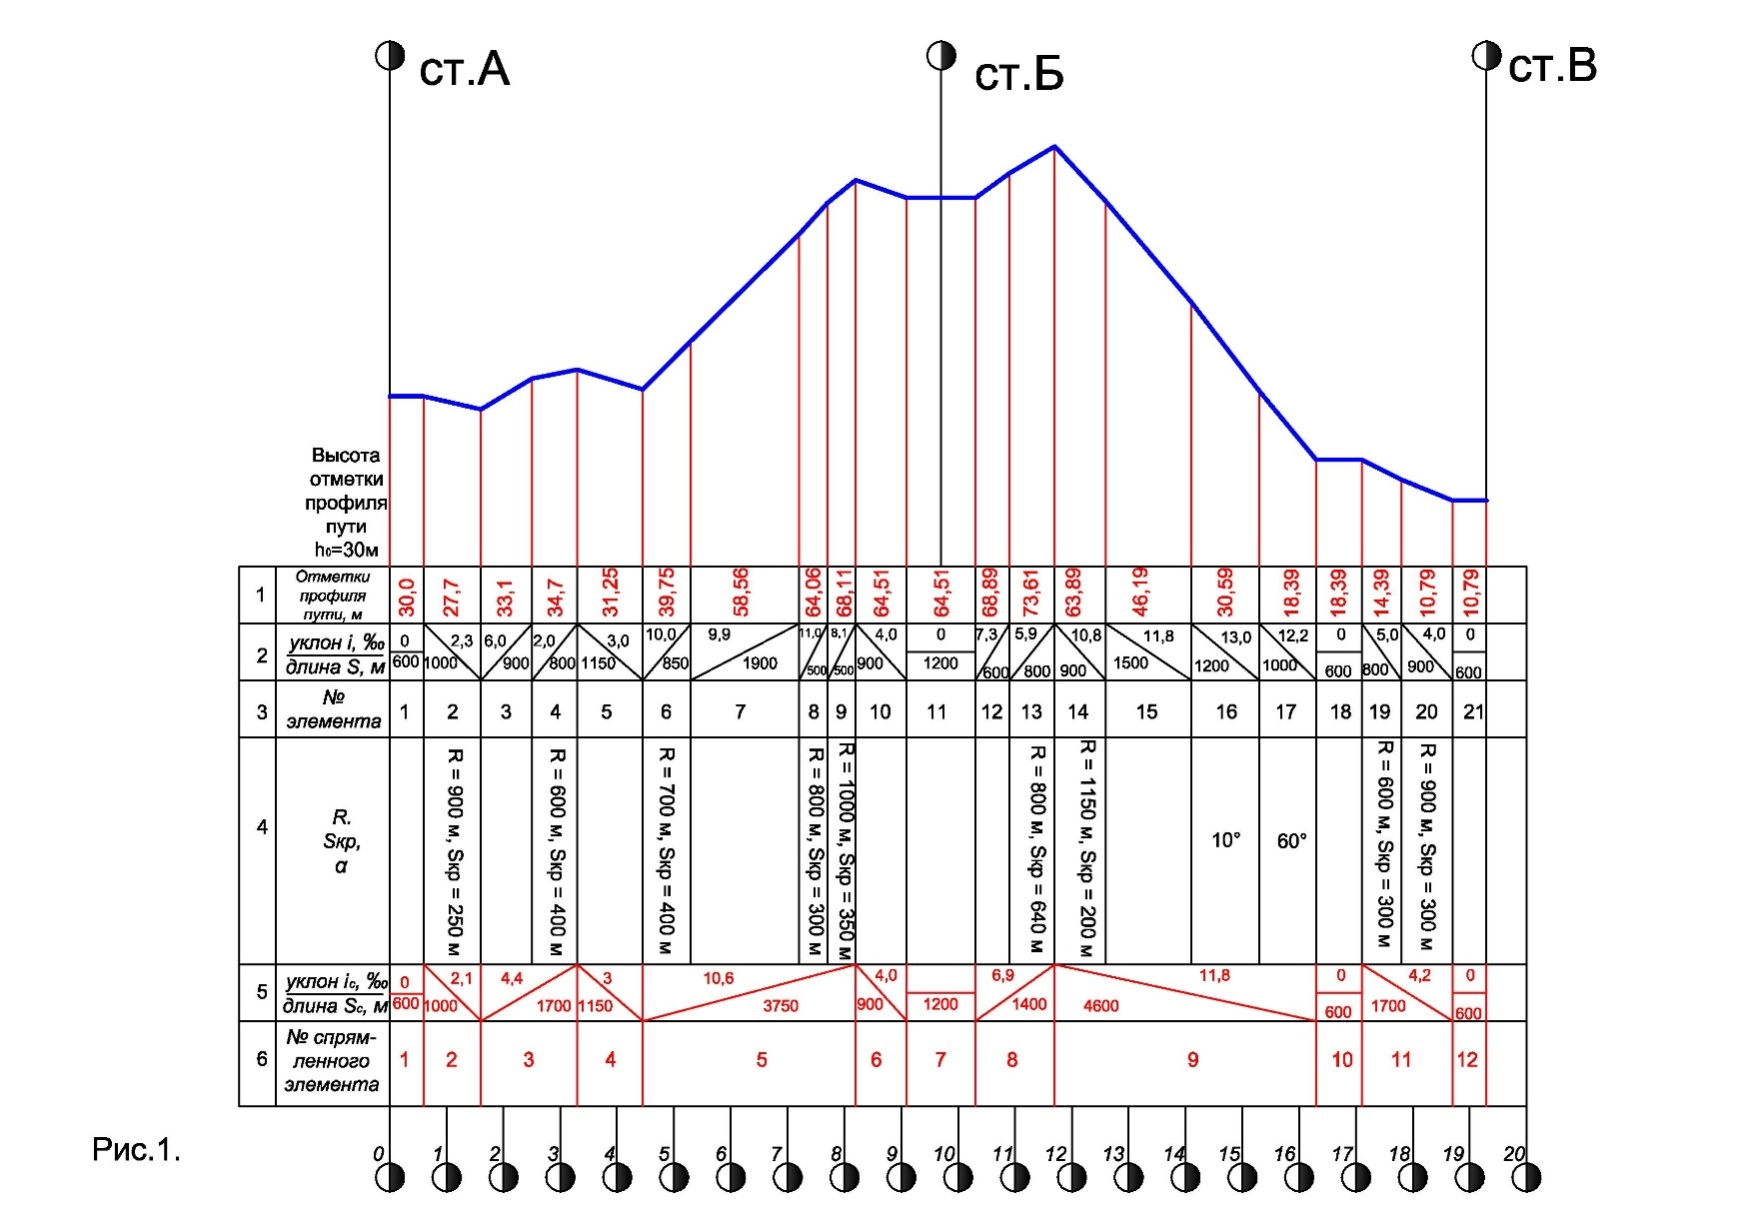 ст.А
ст.Б
ст.В
Высота
отметки
профиля
пути
h₀=30м
1
Отметки
профиля
пути, м
30,0
27,7
33,1
34,7
31,25
39,75
58,56
64,06
68,11
64,51
64,51
68,89
73,61
63,89
46,19
30,59
18,39
18,39
14,39
10,79
10,79
2
уклон i, ‰
длина S, м
0
600
2,3
1000
6,0
900
2,0
800
3,0
1150
10,0
850
9,9
1900
11,0
500
8,1
500
4,0
900
0
1200
7,3
600
5,9
800
10,8
900
11,8
1500
13,0
1200
12,2
1000
0
600
5,0
800
4,0
900
0
600
3
№
элемента
1 2 3 4 5 6 7 8 9 10 11 12 13 14 15 16 17 18 19 20 21
4
R.
Sкр,
α
R = 900 м, Sкр = 250 м
R = 600 м, Sкр = 400 м
R = 700 м, Sкр = 400 м
R = 800 м, Sкр = 300 м
R = 1000 м, Sкр = 350 м
R = 800 м, Sкр = 640 м
R = 1150 м, Sкр = 200 м
10°
60°
R = 600 м, Sкр = 300 м
R = 900 м, Sкр = 300 м
5
уклон iс, ‰
длина Sс, м
0
600
2,1
1000
4,4
1700
3
1150
10,6
3750
4,0
900
0
1200
6,9
1400
11,8
4600
0
600
4,2
1700
0
600
6
№ спрям-
ленного
элемента
1 2 3 4 5 6 7 8 9 10 11 12
Рис.1.
0 1 2 3 4 5 6 7 8 9 10 11 12 13 14 15 16 17 18 19 20